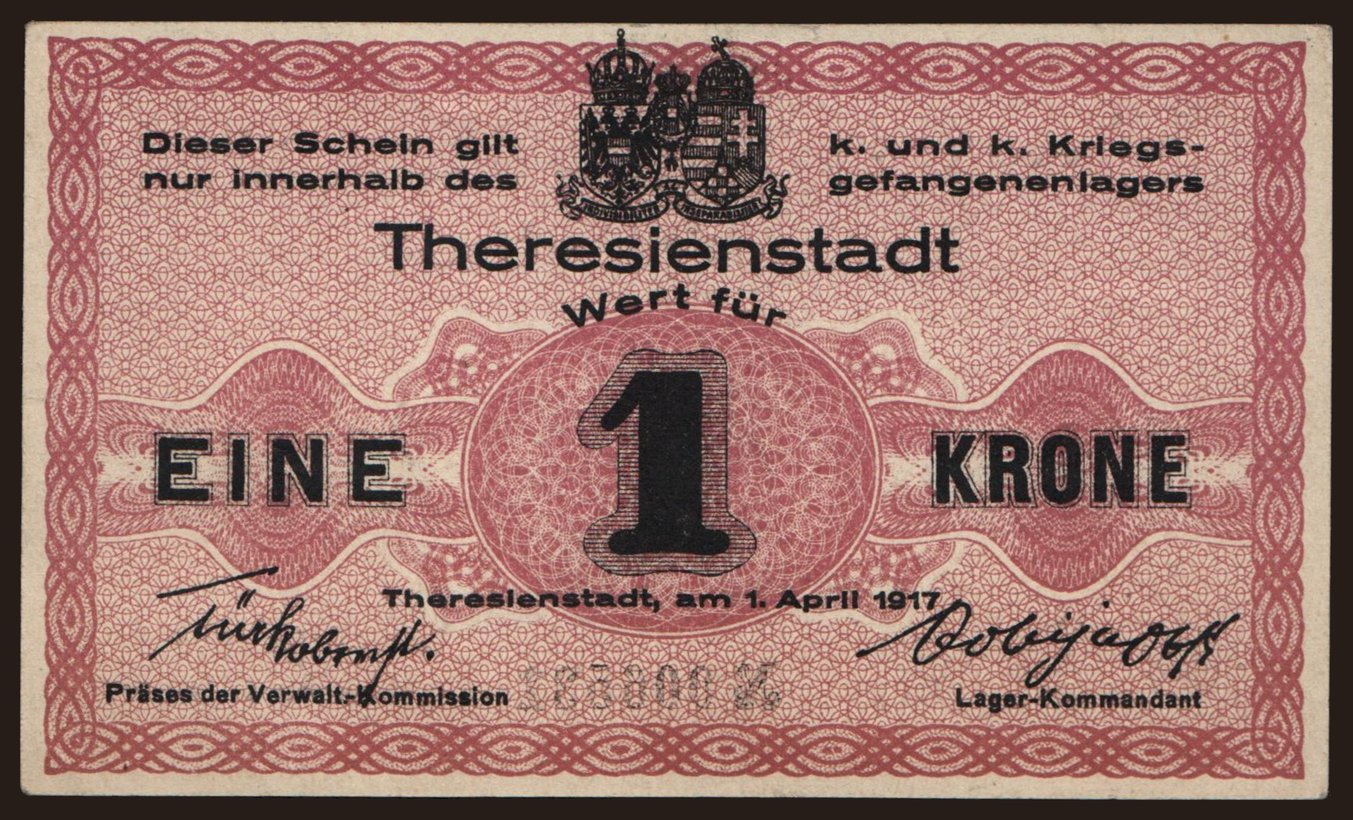 Dieser Schein gilt
nur innerhalb des
k. und k. Kriegs-
gefangenenlagers
Theresienstadt
Wert für
1
EINE
KRONE
Theresienstadt, am 1. April 1917
Präses der Verwalt.-Kommission
Lager-Kommandant